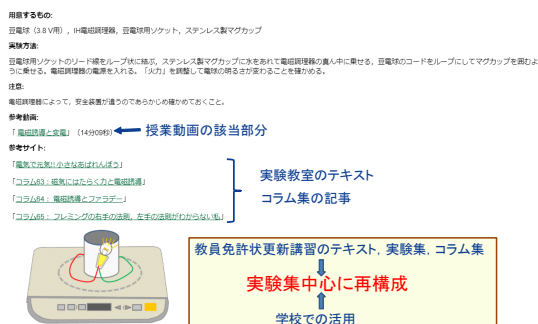 用意するもの:
豆電球（3.8 V用）, IH電磁調理器, 豆電球用ソケット, ステンレス製マグカップ
実験方法:
豆電球用ソケットのリード線をループ状に結ぶ, ステンレス製マグカップに水をあれて電磁調理器の真ん中に乗せる, 豆電球のコードをループにしてマグカップを囲むよ
うに乗せる。電磁調理器の電源を入れる。「火力」を調整して電球の明るさが変わることを確かめる。
注意:
電磁調理器によって, 安全装置が違うのであらかじめ確かめておくこと。
参考動画:
「 電磁誘導と変電」（14分09秒） 授業動画の該当部分
参考サイト:
「電気で元気!! 小さなあばれんぼう」
「コラム63：磁気にはたらく力と電磁誘導」
「コラム64： 電磁誘導とファラデー」
「コラム65： フレミングの右手の法則, 左手の法則がわからない私」
実験教室のテキスト
コラム集の記事
教員免許状更新講習のテキスト, 実験集, コラム集
実験集中心に再構成
学校での活用